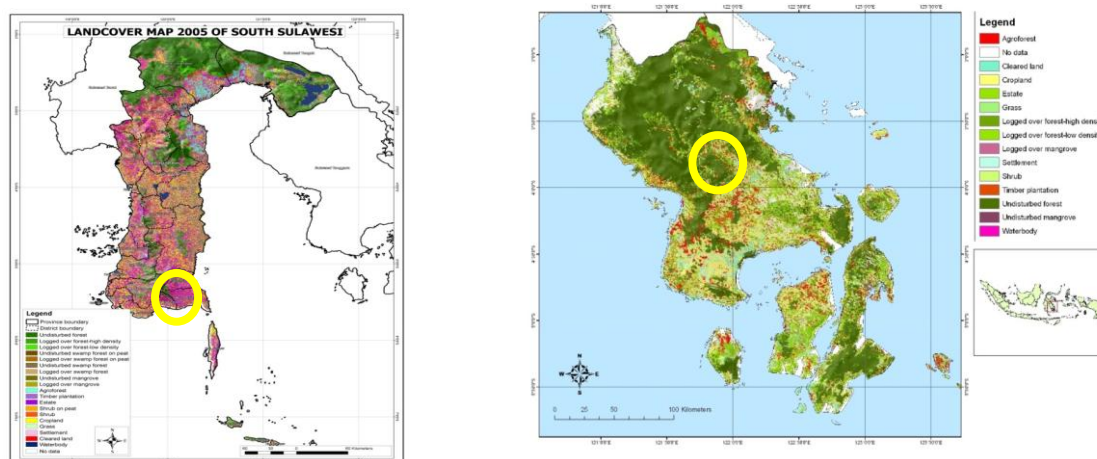 LANDCOVER MAP 2005 OF SOUTH SULAWESI
Legend
Province boundary
District boundary
Undisturbed forest
Logged over forest-high density
Logged over forest-low density
Undisturbed swamp forest on peat
Logged over swamp forest on peat
Undisturbed swamp forest
Logged over swamp forest
Undisturbed mangrove
Logged over mangrove
Agroforest
Timber plantation
Estate
Shrub on peat
Shrub
Cropland
Grass
Settlement
Cleared land
Waterbody
No data
Legend
Agroforest
No data
Cleared land
Cropland
Estate
Grass
Logged over forest-high dens
Logged over forest-low densit
Logged over mangrove
Settlement
Shrub
Timber plantation
Undisturbed forest
Undisturbed mangrove
Waterbody
N
W E
S
0 25 50 100 Kilometers